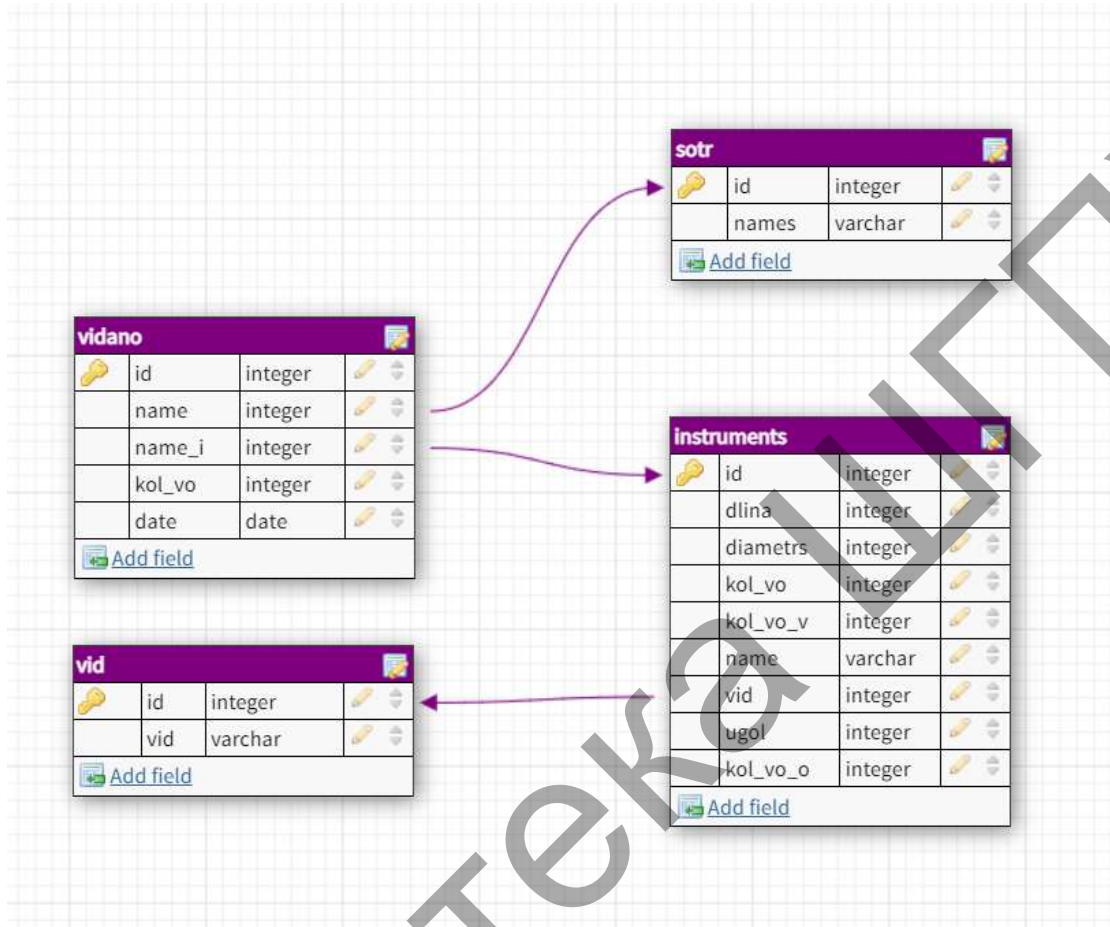 sotr
id integer
names varchar
Add field
vidano
id integer
name integer
name_i integer
kol_vo integer
date date
Add field
instruments
id integer
dlina integer
diametrs integer
kol_vo integer
kol_vo_v integer
name varchar
vid integer
ugol integer
kol_vo_o integer
Add field
vid
id integer
vid varchar
Add field